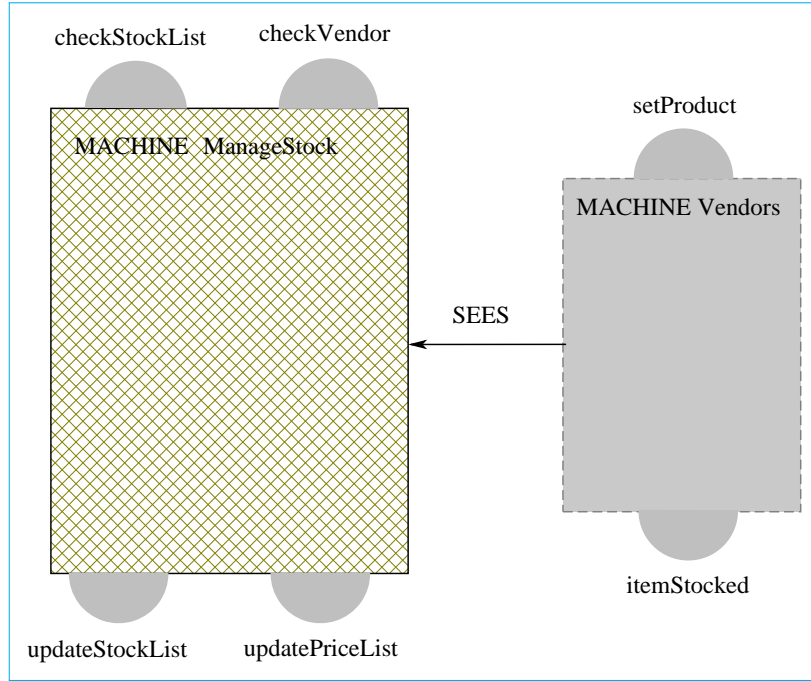 checkStockList
checkVendor
MACHINE ManageStock
setProduct
MACHINE Vendors
SEES
itemStocked
updateStockList
updatePriceList